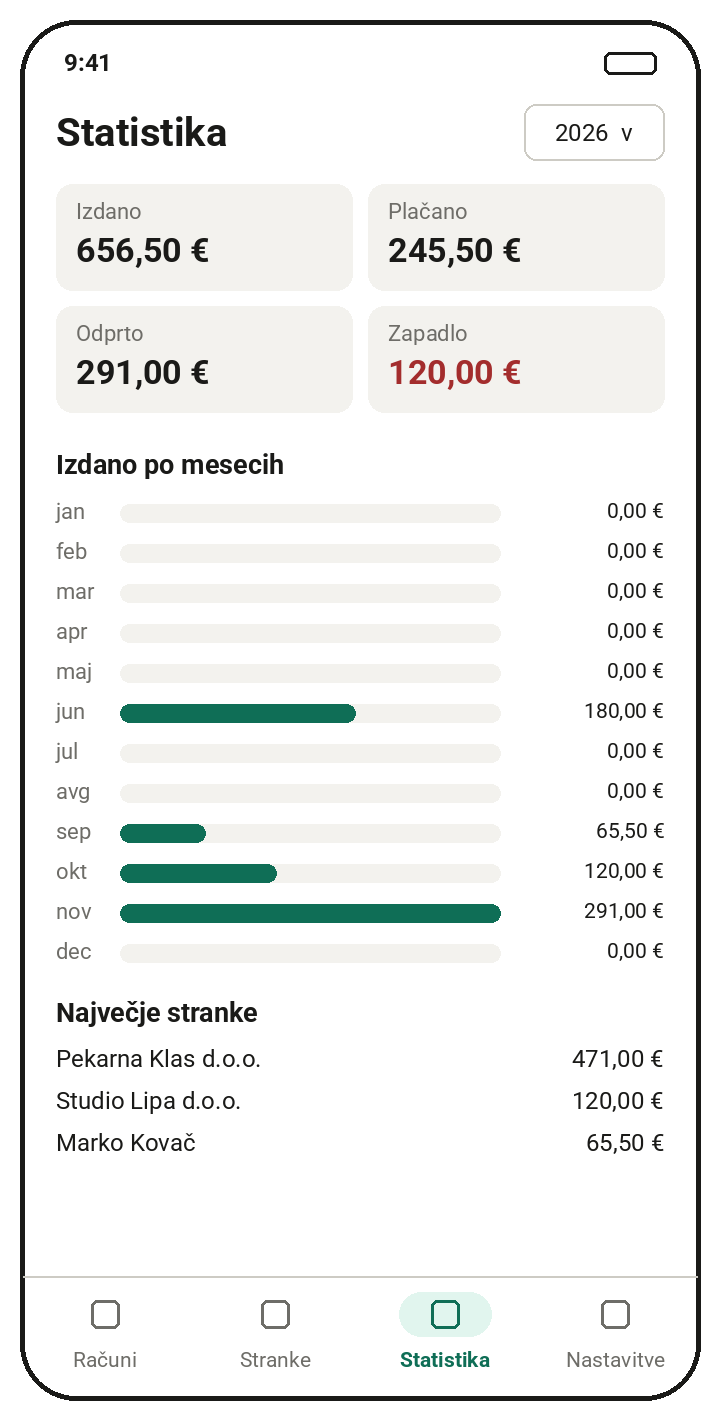 9:41
Statistika
2026 v
Izdano
656,50 €
Plačano
245,50 €
Odprto
291,00 €
Zapadlo
120,00 €
Izdano po mesecih
jan 0,00 €
feb 0,00 €
mar 0,00 €
apr 0,00 €
maj 0,00 €
jun 180,00 €
jul 0,00 €
avg 0,00 €
sep 65,50 €
okt 120,00 €
nov 291,00 €
dec 0,00 €
Največje stranke
Pekarna Klas d.o.o. 471,00 €
Studio Lipa d.o.o. 120,00 €
Marko Kovač 65,50 €
Računi
Stranke
Statistika
Nastavitve